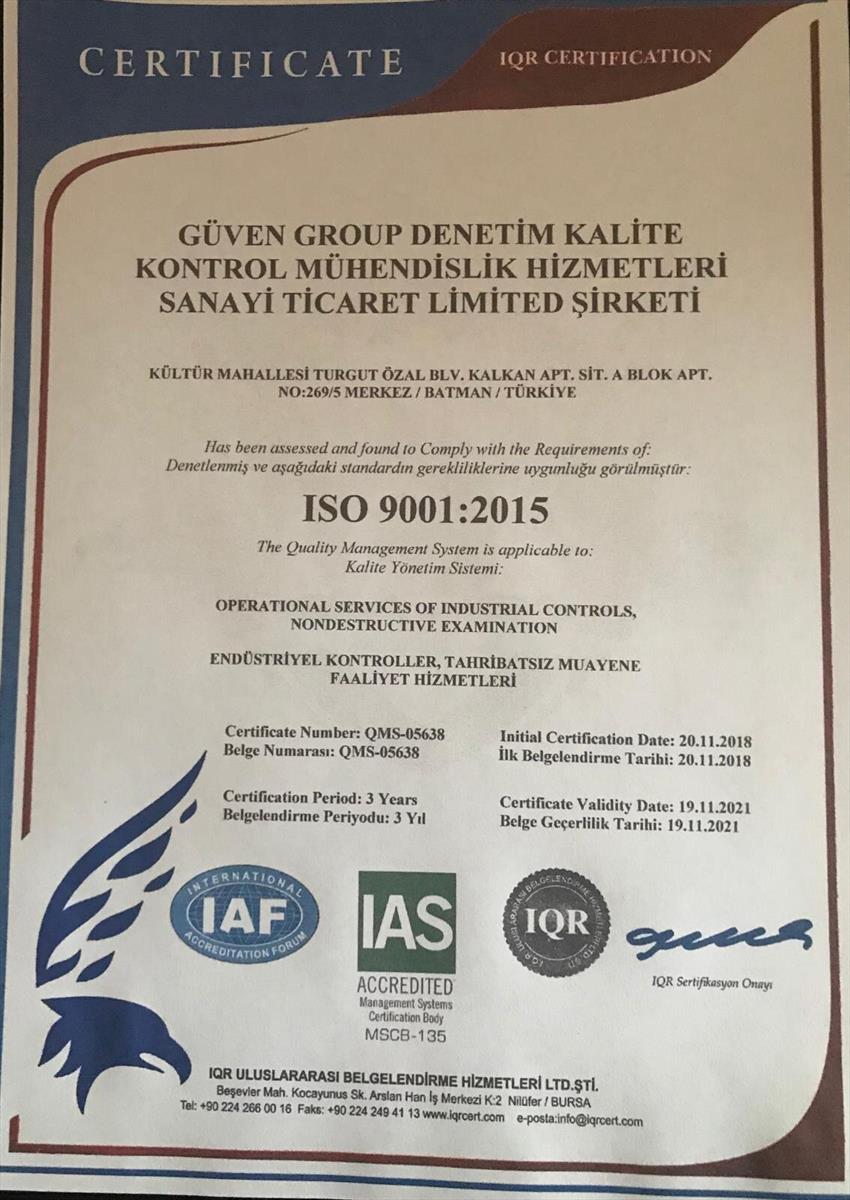 CERTIFICATE
IQR CERTIFICATION
GÜVEN GROUP DENETİM KALİTE
KONTROL MÜHENDİSLİK HİZMETLERİ
SANAYİ TİCARET LİMİTED ŞİRKETİ
KÜLTÜR MAHALLESİ TURGUT ÖZAL BLV. KALKAN APT. SİT. A BLOK APT.
NO:269/5 MERKEZ / BATMAN / TÜRKİYE
Has been assessed and found to Comply with the Requirements of:
Denetlenmiş ve aşağıdaki standardın gerekliliklerine uygunluğu görülmüştür:
ISO 9001:2015
The Quality Management System is applicable to:
Kalite Yönetim Sistemi:
OPERATIONAL SERVICES OF INDUSTRIAL CONTROLS,
NONDESTRUCTIVE EXAMINATION
ENDÜSTRİYEL KONTROLLER, TAHRİBATSIZ MUAYENE
FAALİYET HİZMETLERİ
Certificate Number: QMS-05638
Belge Numarası: QMS-05638
Initial Certification Date: 20.11.2018
İlk Belgelendirme Tarihi: 20.11.2018
Certification Period: 3 Years
Belgelendirme Periyodu: 3 Yıl
Certificate Validity Date: 19.11.2021
Belge Geçerlilik Tarihi: 19.11.2021
INTERNATIONAL
IAF
ACCREDITATION FORUM
IAS
ACCREDITED
Management Systems
Certification Body
MSCB-135
IQR ULUSLARARASI BELGELENDİRME HİZMETLERİ LTD ŞTİ.
IQR
IQR Sertifikasyon Onayı
IQR ULUSLARARASI BELGELENDİRME HİZMETLERİ LTD.ŞTİ.
Beşevler Mah. Kocayunus Sk. Arslan Han İş Merkezi K:2 Nilüfer / BURSA
Tel: +90 224 266 00 16 Faks: +90 224 249 41 13 www.iqrcert.com e-posta:info@iqrcert.com